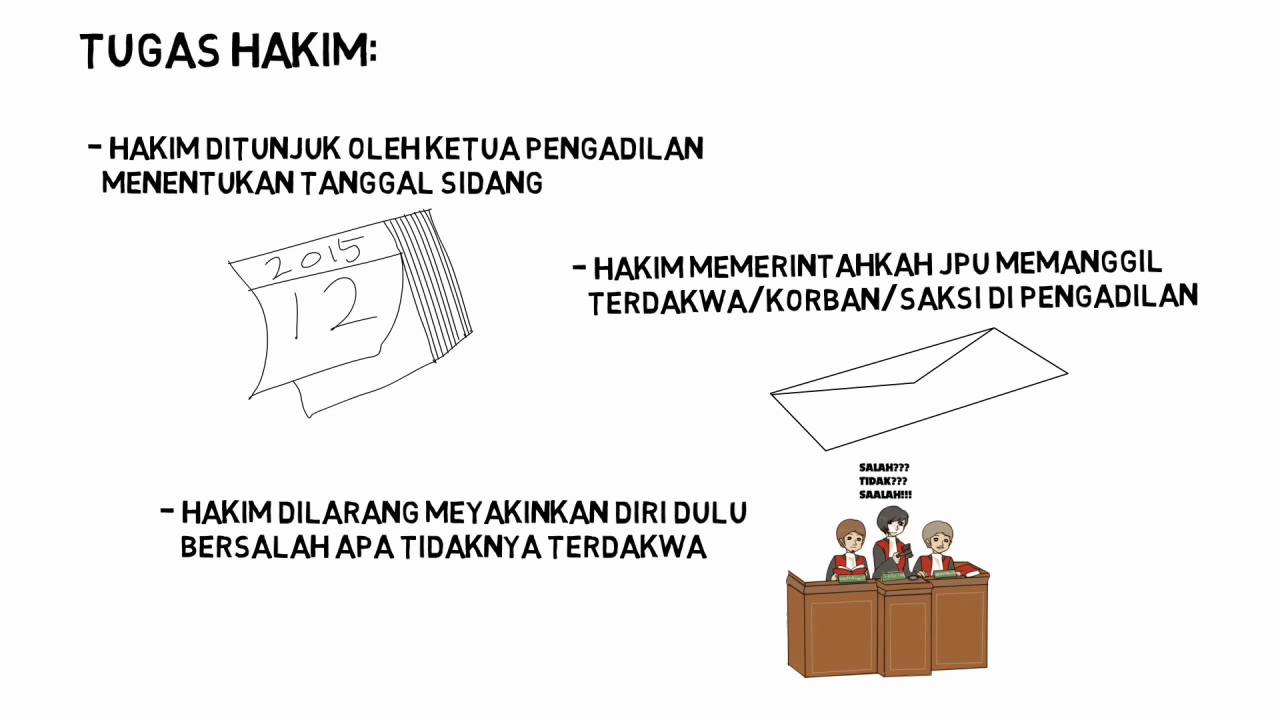 TUGAS HAKIM:
- HAKIM DITUNJUK OLEH KETUA PENGADILAN
MENENTUKAN TANGGAL SIDANG
2015
12
- HAKIM MEMERINTAHKAH JPU MEMANGGIL
TERDAKWA/KORBAN/SAKSI DI PENGADILAN
SALAH???
TIDAK???
SAALAH!!!
- HAKIM DILARANG MEYAKINKAN DIRI DULU
BERSALAH APA TIDAKNYA TERDAKWA